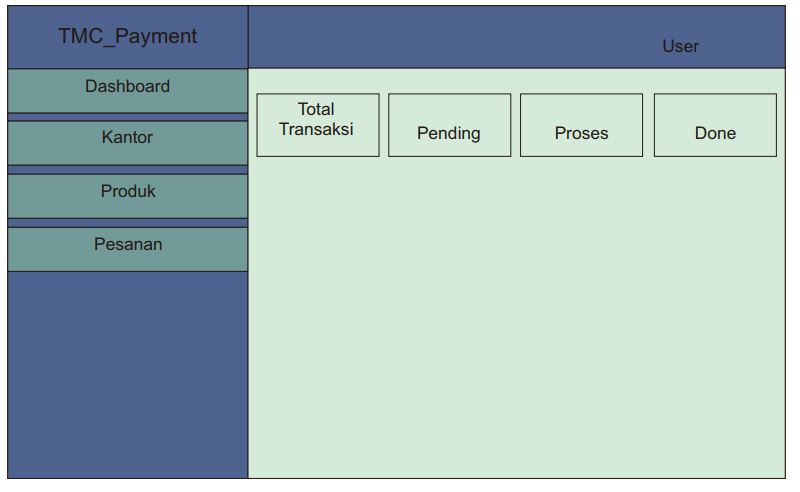 TMC_Payment
User
Dashboard
Kantor
Produk
Pesanan
Total
Transaksi
Pending
Proses
Done